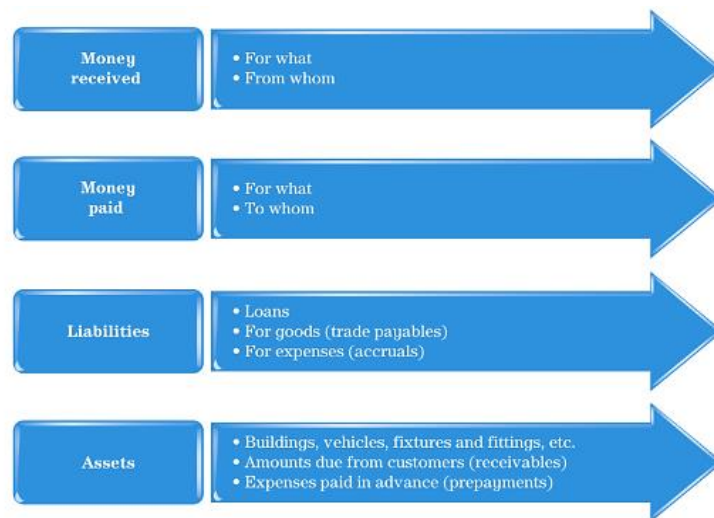 Money
received
• For what
• From whom
Money
paid
• For what
• To whom
Liabilities
• Loans
• For goods (trade payables)
• For expenses (accruals)
Assets
• Buildings, vehicles, fixtures and fittings, etc.
• Amounts due from customers (receivables)
• Expenses paid in advance (prepayments)